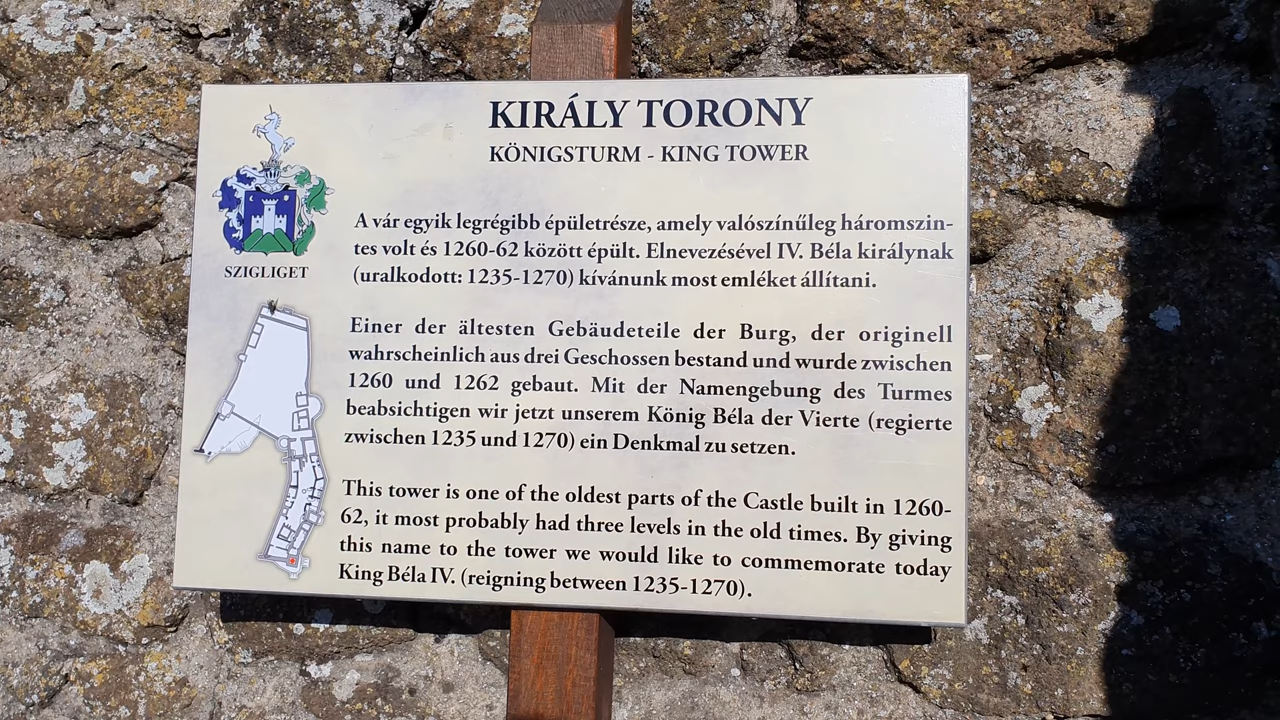 KIRÁLY TORONY
KÖNIGSTURM - KING TOWER
SZIGLIGET
A vár egyik legrégibb épületrésze, amely valószínűleg háromszin-
tes volt és 1260-62 között épült. Elnevezésével IV. Béla királynak
(uralkodott: 1235-1270) kívánunk most emléket állítani.
Einer der ältesten Gebäudeteile der Burg, der originell
wahrscheinlich aus drei Geschossen bestand und wurde zwischen
1260 und 1262 gebaut. Mit der Namengebung des Turmes
beabsichtigen wir jetzt unserem König Béla der Vierte (regierte
zwischen 1235 und 1270) ein Denkmal zu setzen.
This tower is one of the oldest parts of the Castle built in 1260-
62, it most probably had three levels in the old times. By giving
this name to the tower we would like to commemorate today
King Béla IV. (reigning between 1235-1270).